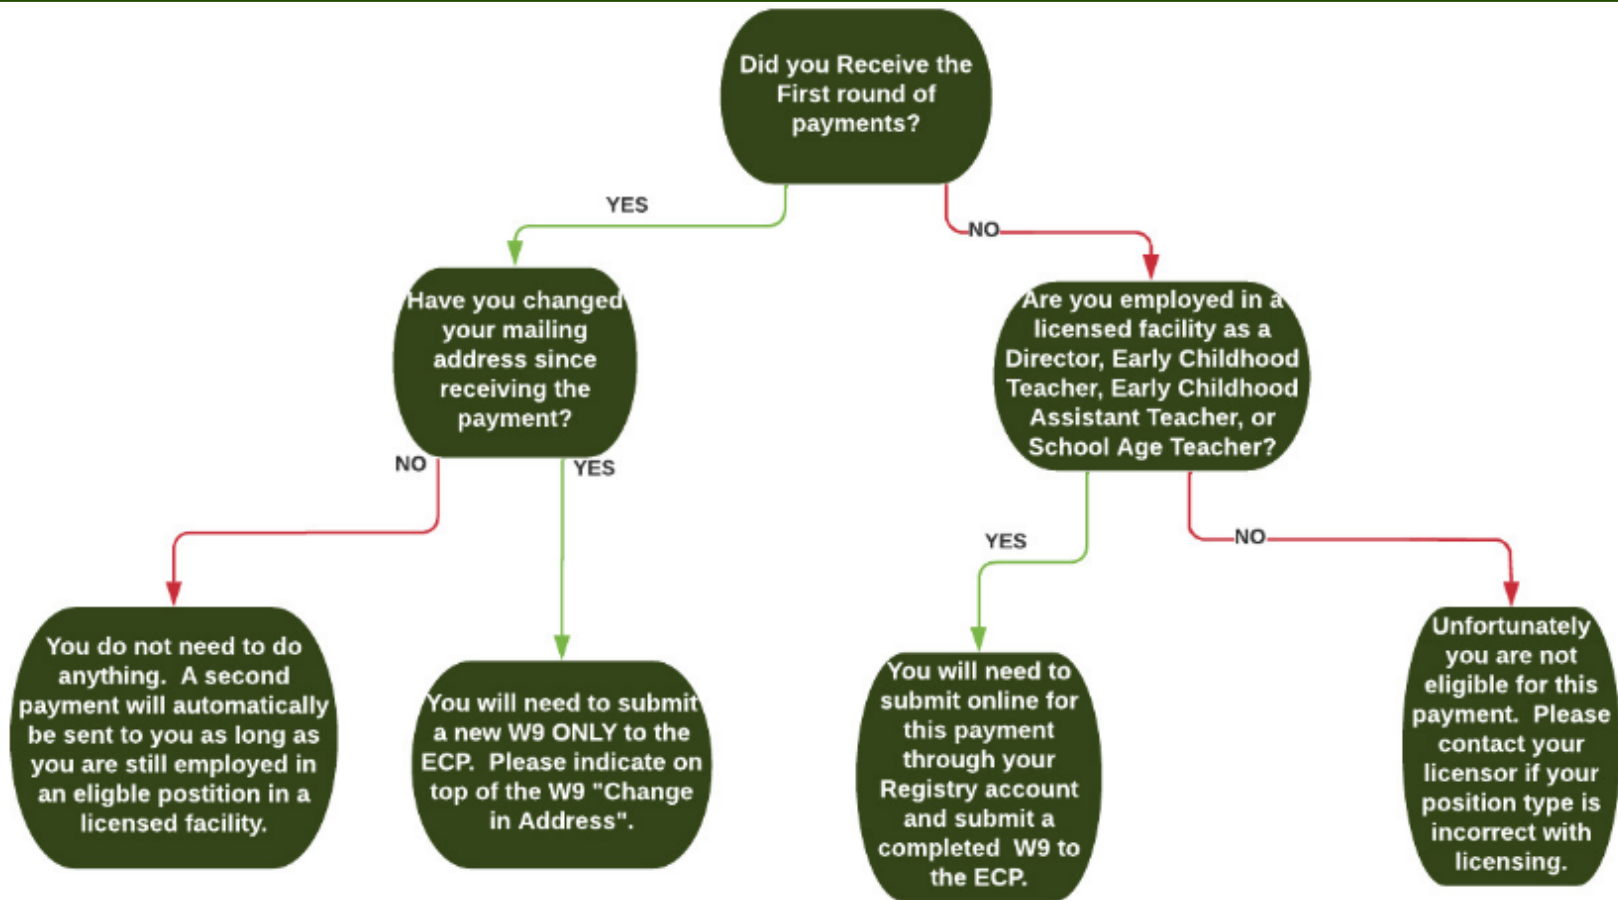 Did you Receive the
First round of
payments?
YES
NO
Have you changed
your mailing
address since
receiving the
payment?
Are you employed in a
licensed facility as a
Director, Early Childhood
Teacher, Early Childhood
Assistant Teacher, or
School Age Teacher?
NO
YES
YES
NO
You do not need to do
anything.  A second
payment will automatically
be sent to you as long as
you are still employed in
an eligble postition in a
licensed facility.
You will need to submit
a new W9 ONLY to the
ECP.  Please indicate on
top of the W9 "Change
in Address".
You will need to
submit online for
this payment
through your
Registry account
and submit a
completed  W9 to
the ECP.
Unfortunately
you are not
eligible for this
payment.  Please
contact your
licensor if your
position type is
incorrect with
licensing.